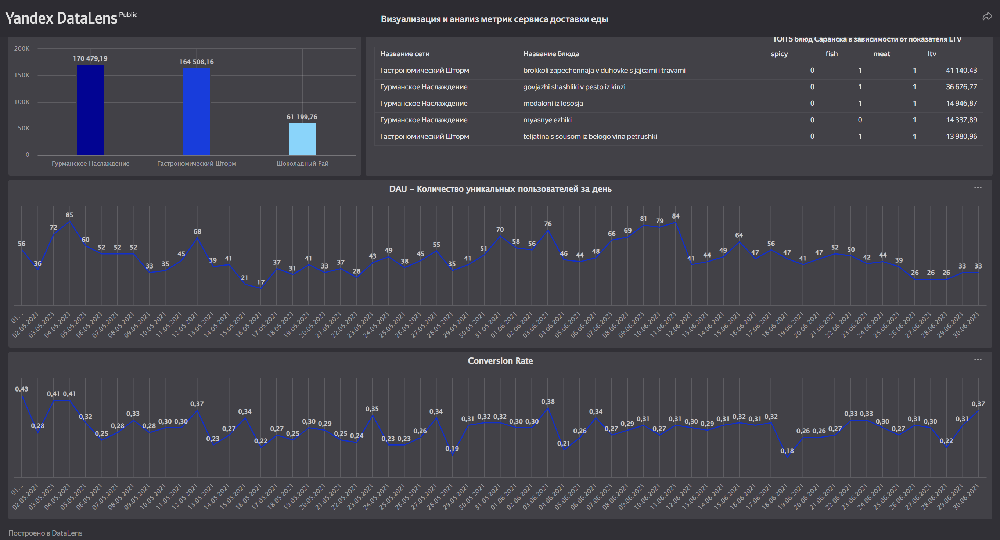 Yandex DataLens Public
Визуализация и анализ метрик сервиса доставки еды
200K
150K
100K
50K
0
170 479,19
164 508,16
61 199,76
Гурманское Наслаждение
Гастрономический Шторм
Шоколадный Рай
ТОП 5 блюд Саранска в зависимости от показателя LTV
Название сети Название блюда spicy fish meat ltv
Гастрономический Шторм brokkoli zapechennaja v duhovke s jajcami i travami 0 1 1 41 140,43
Гурманское Наслаждение govjazhi shashliki v pesto iz kinzi 0 1 1 36 676,77
Гурманское Наслаждение medaloni iz lososja 0 1 1 14 946,87
Гурманское Наслаждение myasnye ezhiki 0 0 1 14 337,89
Гастрономический Шторм teljatina s sousom iz belogo vina petrushki 0 1 1 13 980,96
DAU – Количество уникальных пользователей за день
56 36 72 85 60 52 52 52 33 35 45 68 39 41 21 17 37 31 41 33 37 28 43 49 38 45 55 35 41 51 70 58 56 76 46 44 48 66 69 81 79 84 41 44 49 64 47 56 47 41 47 52 50 42 44 39 26 26 26 33 33
01... 02.05.2021 03.05.2021 04.05.2021 05.05.2021 06.05.2021 07.05.2021 08.05.2021 09.05.2021 10.05.2021 11.05.2021 12.05.2021 13.05.2021 14.05.2021 15.05.2021 16.05.2021 17.05.2021 18.05.2021 19.05.2021 20.05.2021 21.05.2021 22.05.2021 23.05.2021 24.05.2021 25.05.2021 26.05.2021 27.05.2021 28.05.2021 29.05.2021 30.05.2021 31.05.2021 01.06.2021 02.06.2021 03.06.2021 04.06.2021 05.06.2021 06.06.2021 07.06.2021 08.06.2021 09.06.2021 10.06.2021 11.06.2021 12.06.2021 13.06.2021 14.06.2021 15.06.2021 16.06.2021 17.06.2021 18.06.2021 19.06.2021 20.06.2021 21.06.2021 22.06.2021 23.06.2021 24.06.2021 25.06.2021 26.06.2021 27.06.2021 28.06.2021 29.06.2021 30.06.2021
Conversion Rate
0,43 0,28 0,41 0,41 0,32 0,25 0,28 0,33 0,28 0,30 0,30 0,37 0,23 0,27 0,34 0,22 0,27 0,25 0,30 0,29 0,25 0,24 0,35 0,23 0,23 0,26 0,34 0,19 0,31 0,32 0,32 0,30 0,30 0,38 0,21 0,26 0,34 0,27 0,29 0,31 0,27 0,31 0,30 0,29 0,31 0,32 0,31 0,32 0,18 0,26 0,26 0,27 0,33 0,33 0,30 0,27 0,31 0,30 0,22 0,31 0,37
01... 02.05.2021 03.05.2021 04.05.2021 05.05.2021 06.05.2021 07.05.2021 08.05.2021 09.05.2021 10.05.2021 11.05.2021 12.05.2021 13.05.2021 14.05.2021 15.05.2021 16.05.2021 17.05.2021 18.05.2021 19.05.2021 20.05.2021 21.05.2021 22.05.2021 23.05.2021 24.05.2021 25.05.2021 26.05.2021 27.05.2021 28.05.2021 29.05.2021 30.05.2021 31.05.2021 01.06.2021 02.06.2021 03.06.2021 04.06.2021 05.06.2021 06.06.2021 07.06.2021 08.06.2021 09.06.2021 10.06.2021 11.06.2021 12.06.2021 13.06.2021 14.06.2021 15.06.2021 16.06.2021 17.06.2021 18.06.2021 19.06.2021 20.06.2021 21.06.2021 22.06.2021 23.06.2021 24.06.2021 25.06.2021 26.06.2021 27.06.2021 28.06.2021 29.06.2021 30.06.2021
Построено в DataLens